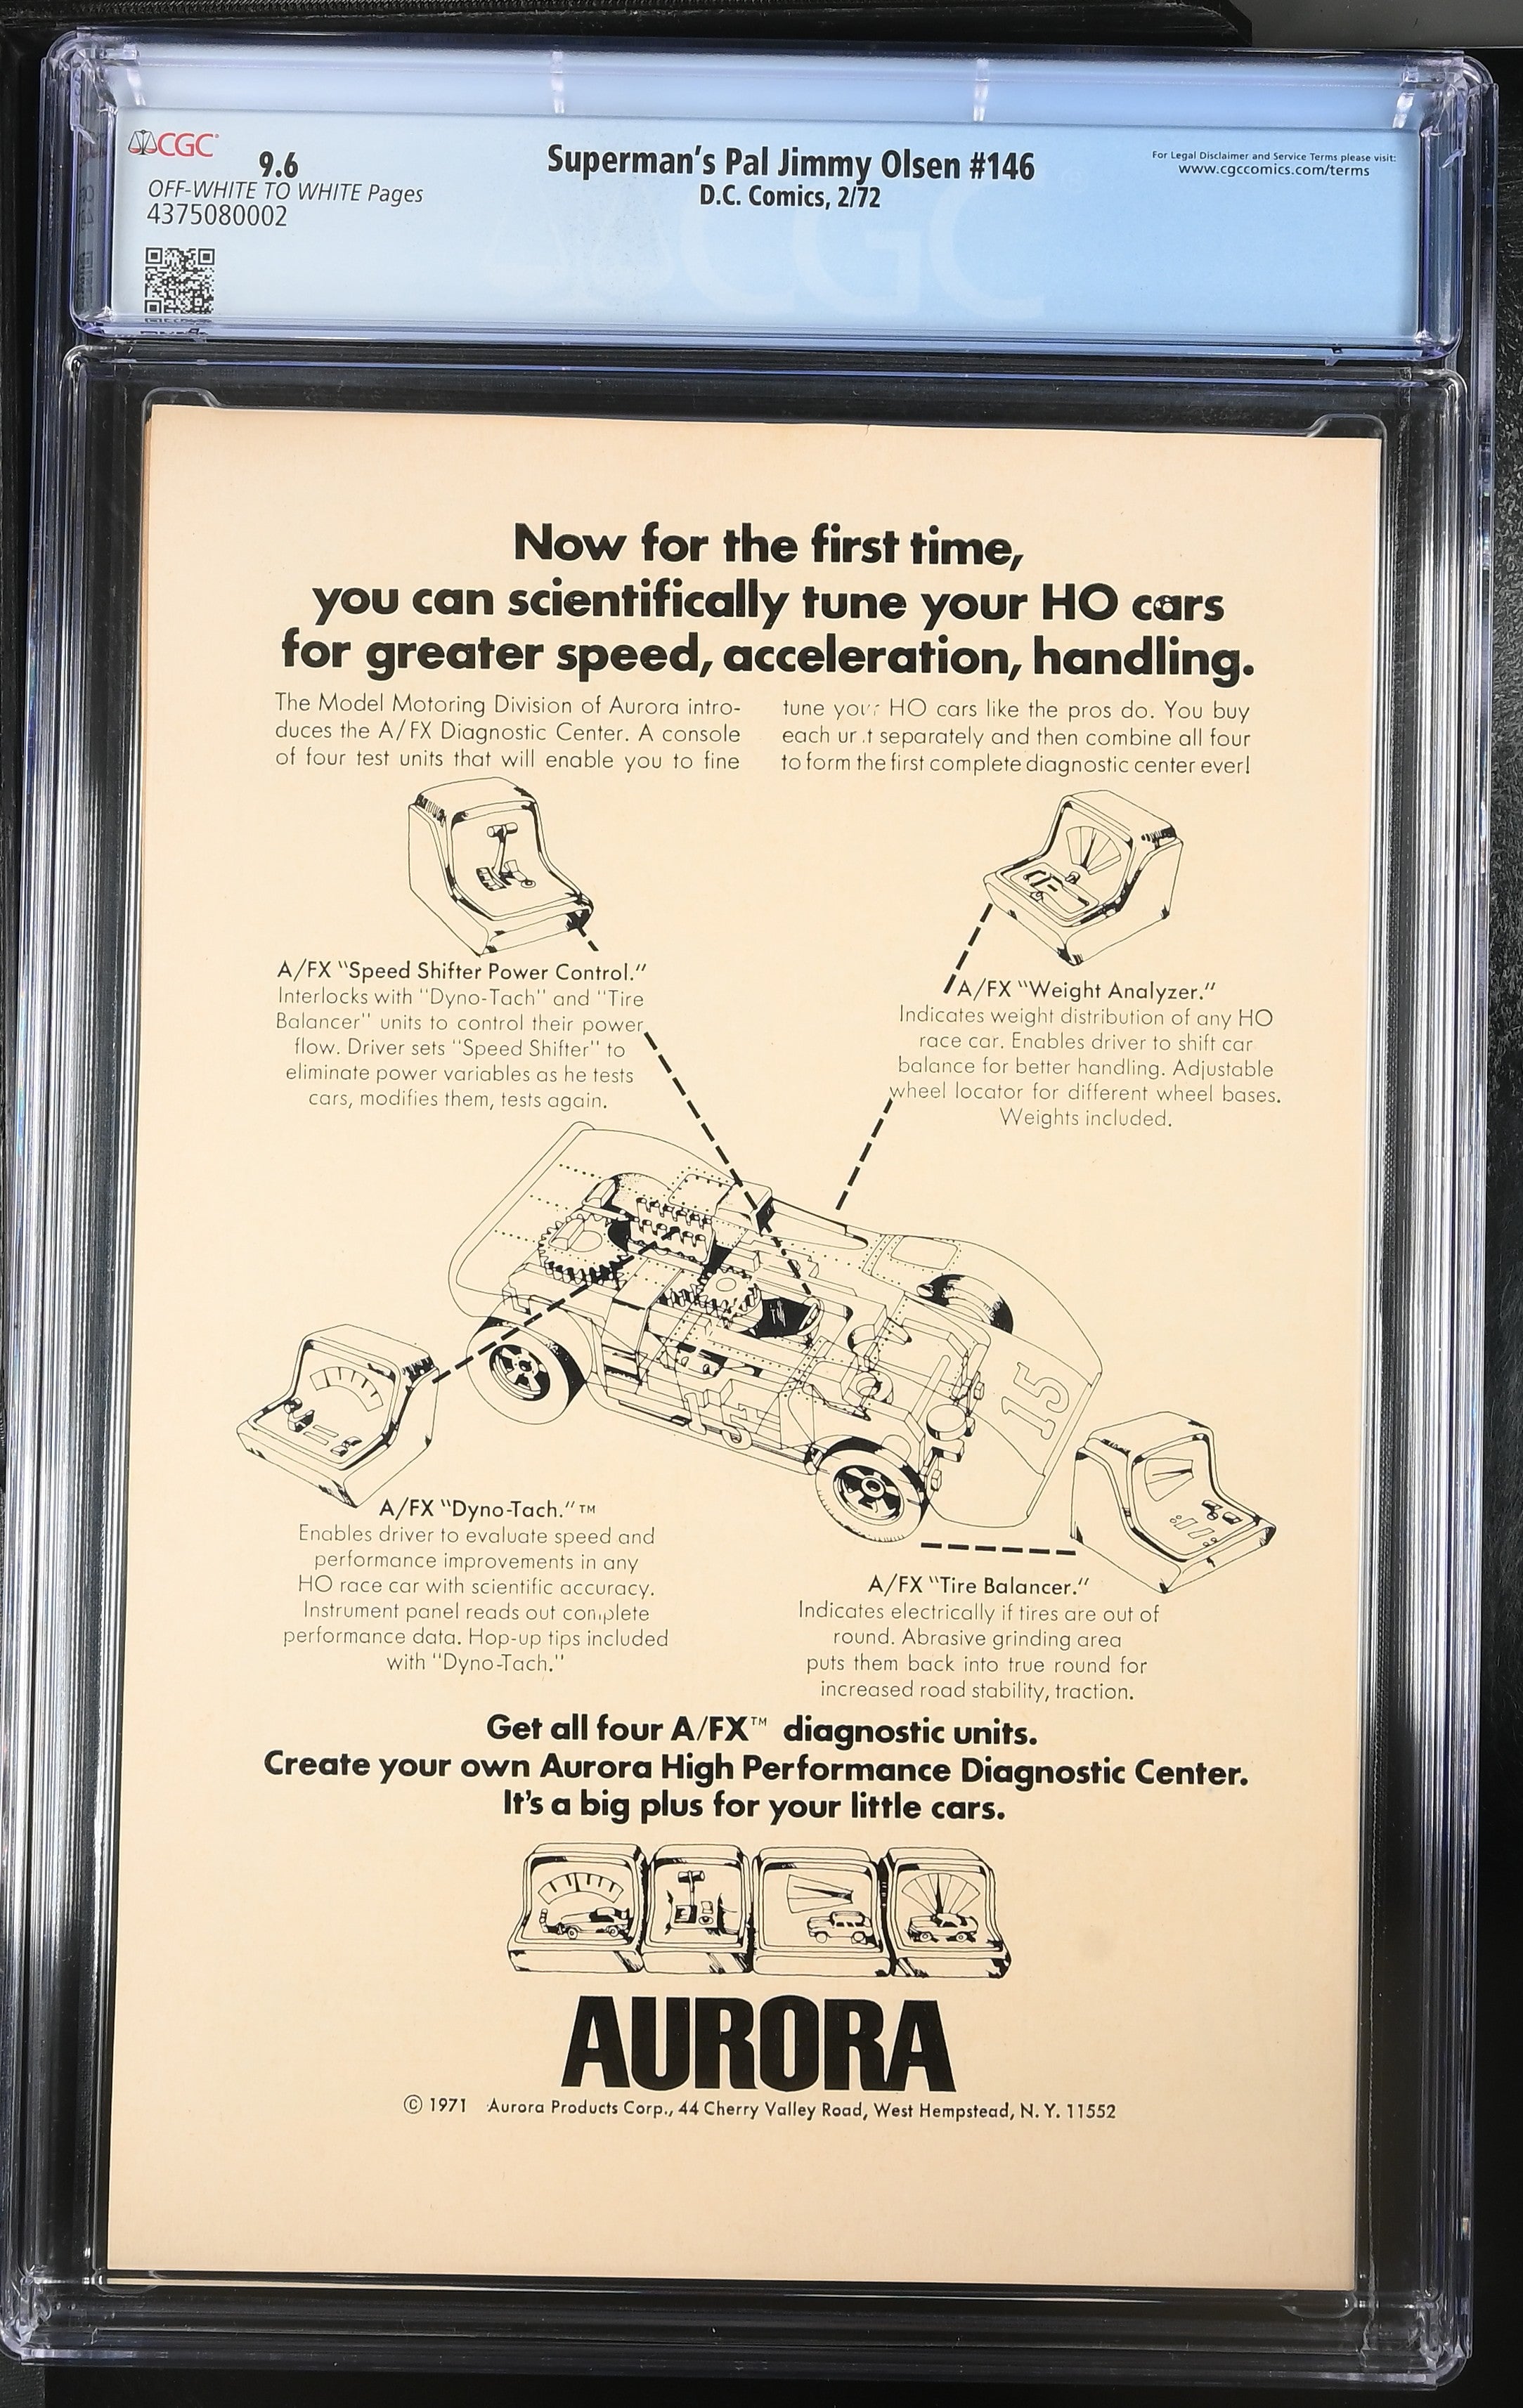 CGC
9.6
OFF-WHITE TO WHITE Pages
4375080002
Superman's Pal Jimmy Olsen #146
D.C. Comics, 2/72
For Legal Disclaimer and Service Terms please visit:
www.cgccomics.com/terms
CGC
Now for the first time,
you can scientifically tune your HO cars
for greater speed, acceleration, handling.
The Model Motoring Division of Aurora intro-
duces the A/FX Diagnostic Center. A console
of four test units that will enable you to fine
tune your HO cars like the pros do. You buy
each un.t separately and then combine all four
to form the first complete diagnostic center ever!
A/FX "Speed Shifter Power Control."
Interlocks with "Dyno-Tach" and "Tire
Balancer" units to control their power
flow. Driver sets "Speed Shifter" to
eliminate power variables as he tests
cars, modifies them, tests again.
A/FX "Weight Analyzer."
Indicates weight distribution of any HO
race car. Enables driver to shift car
balance for better handling. Adjustable
wheel locator for different wheel bases.
Weights included.
15
15
A/FX "Dyno-Tach."™
Enables driver to evaluate speed and
performance improvements in any
HO race car with scientific accuracy.
Instrument panel reads out complete
performance data. Hop-up tips included
with "Dyno-Tach."
A/FX "Tire Balancer."
Indicates electrically if tires are out of
round. Abrasive grinding area
puts them back into true round for
increased road stability, traction.
Get all four A/FX™ diagnostic units.
Create your own Aurora High Performance Diagnostic Center.
It's a big plus for your little cars.
AURORA
© 1971 Aurora Products Corp., 44 Cherry Valley Road, West Hempstead, N. Y. 11552